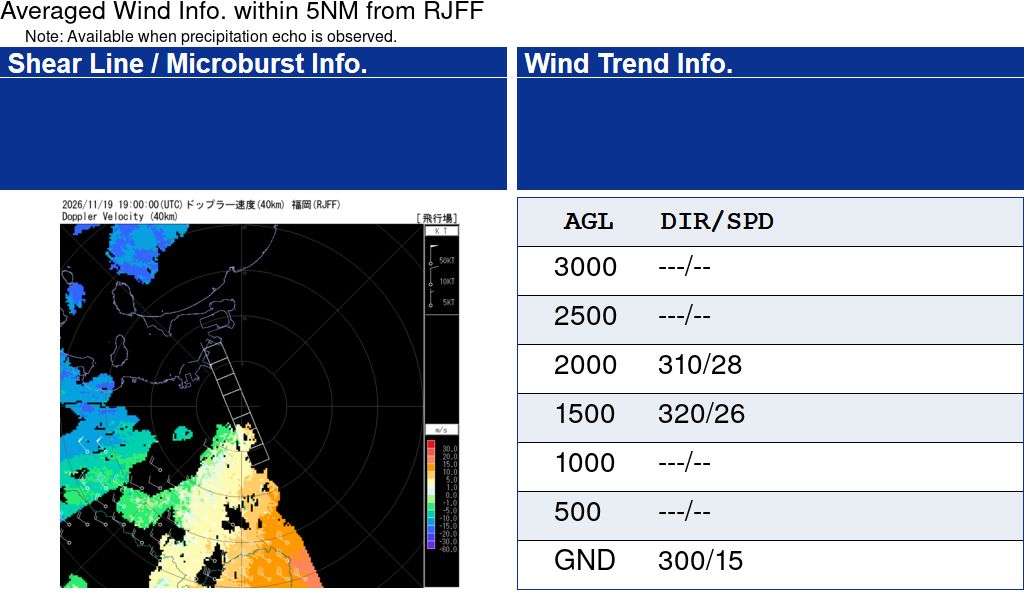 Averaged Wind Info. within 5NM from RJFF
Note: Available when precipitation echo is observed.
Shear Line / Microburst Info.
Wind Trend Info.
2026/11/19 19:00:00(UTC) ドップラー速度(40km) 福岡(RJFF)
Doppler Velocity (40km)
[飛行場]
KT
50KT
10KT
5KT
m/s
30.0
20.0
15.0
10.0
5.0
1.0
0.0
-1.0
-5.0
-10.0
-15.0
-20.0
-30.0
-60.0
AGL DIR/SPD
3000 ---/--
2500 ---/--
2000 310/28
1500 320/26
1000 ---/--
500 ---/--
GND 300/15